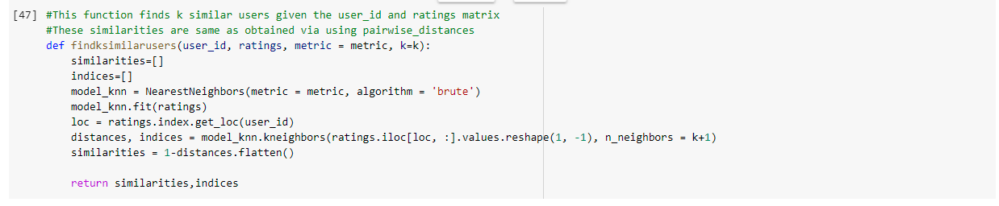 [47] #This function finds k similar users given the user_id and ratings matrix
#These similarities are same as obtained via using pairwise_distances
def findksimilarusers(user_id, ratings, metric = metric, k=k):
similarities=[]
indices=[]
model_knn = NearestNeighbors(metric = metric, algorithm = 'brute')
model_knn.fit(ratings)
loc = ratings.index.get_loc(user_id)
distances, indices = model_knn.kneighbors(ratings.iloc[loc, :].values.reshape(1, -1), n_neighbors = k+1)
similarities = 1-distances.flatten()
return similarities,indices